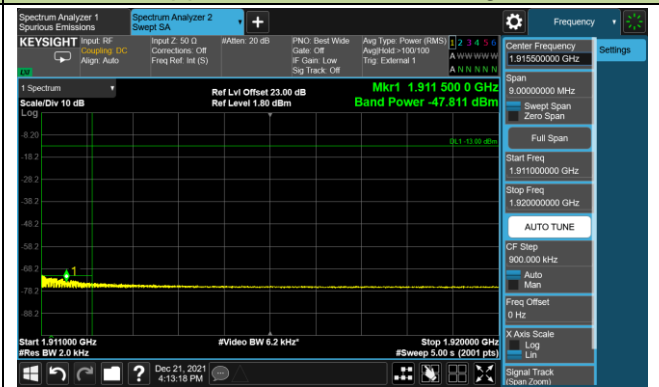 Spectrum Analyzer 1
Spurious Emissions
Spectrum Analyzer 2
Swept SA
Frequency
KEYSIGHT
Input: RF
Coupling: DC
Align: Auto
Input Z: 50 Ω
Corrections: Off
Freq Ref: Int (S)
#Atten: 20 dB
PNO: Best Wide
Gate: Off
IF Gain: Low
Sig Track: Off
Avg Type: Power (RMS)
Avg|Hold:>100/100
Trig: External 1
1 2 3 4 5 6
A W W W W W
A N N N N N
LW
1 Spectrum
Scale/Div 10 dB
Log
Ref Lvl Offset 23.00 dB
Ref Level 1.80 dBm
Mkr1 1.911 500 0 GHz
Band Power -47.811 dBm
DL1 -13.00 dBm
-8.20
-18.2
-28.2
-38.2
-48.2
-58.2
-68.2
-78.2
-88.2
1
Start 1.911000 GHz
#Res BW 2.0 kHz
#Video BW 6.2 kHz*
Stop 1.920000 GHz
#Sweep 5.00 s (2001 pts)
Dec 21, 2021
4:13:18 PM
Center Frequency
1.915500000 GHz
Settings
Span
9.00000000 MHz
Swept Span
Zero Span
Full Span
Start Freq
1.911000000 GHz
Stop Freq
1.920000000 GHz
AUTO TUNE
CF Step
900.000 kHz
Auto
Man
Freq Offset
0 Hz
X Axis Scale
Log
Lin
Signal Track
(Span Zoom)